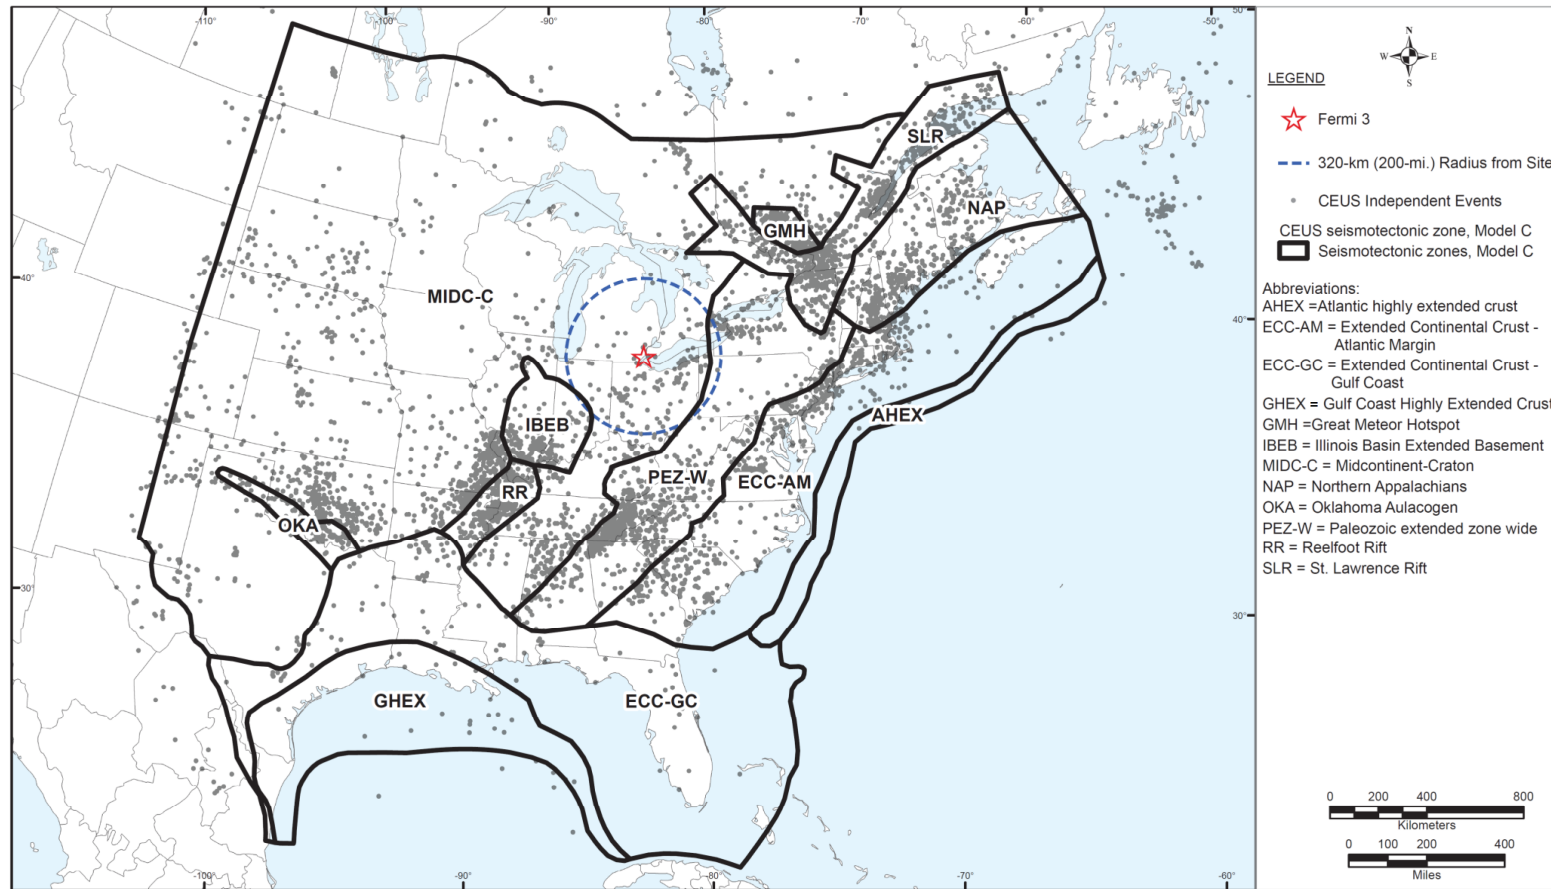 -110°
-100°
-90°
-80°
-70°
-60°
-50°
50°
N
W E
S
LEGEND
Fermi 3
SLR
320-km (200-mi.) Radius from Site
CEUS Independent Events
NAP
GMH
CEUS seismotectonic zone, Model C
Seismotectonic zones, Model C
40°
MIDC-C
Abbreviations:
AHEX =Atlantic highly extended crust
40°
ECC-AM = Extended Continental Crust -
Atlantic Margin
ECC-GC = Extended Continental Crust -
Gulf Coast
GHEX = Gulf Coast Highly Extended Crust
AHEX
IBEB
GMH =Great Meteor Hotspot
IBEB = Illinois Basin Extended Basement
MIDC-C = Midcontinent-Craton
PEZ-W
ECC-AM
NAP = Northern Appalachians
RR
OKA = Oklahoma Aulacogen
OKA
PEZ-W = Paleozoic extended zone wide
RR = Reelfoot Rift
SLR = St. Lawrence Rift
30°
30°
GHEX
ECC-GC
0 200 400 800
Kilometers
0 100 200 400
Miles
-100°
-90°
-80°
-70°
-60°